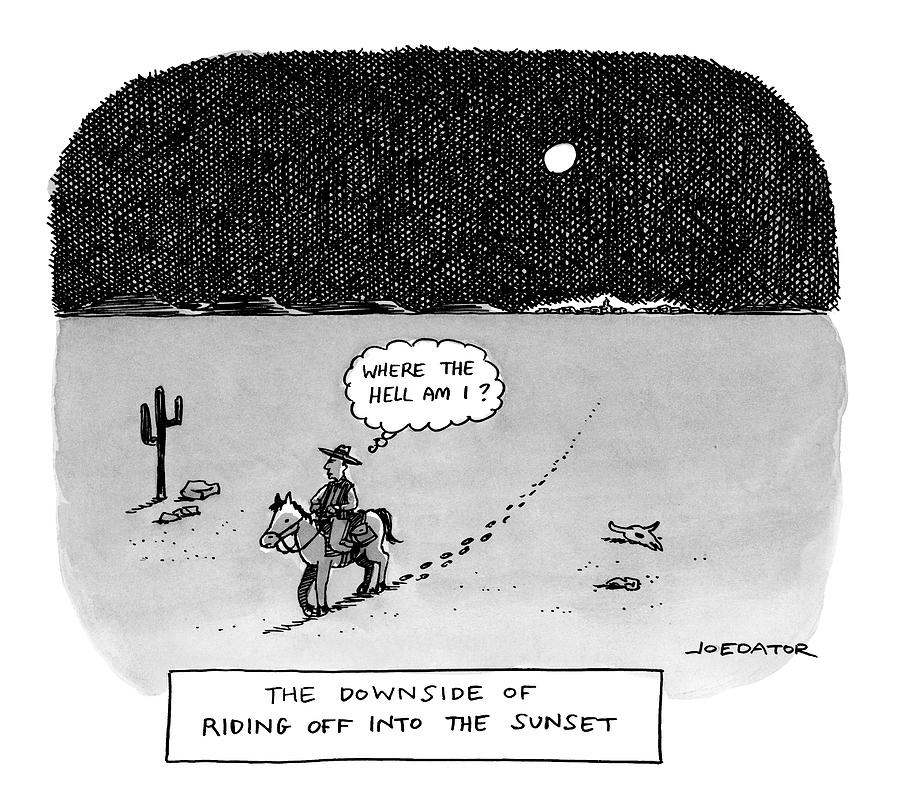 WHERE THE
HELL AM I?
JOEDATOR
THE DOWNSIDE OF
RIDING OFF INTO THE SUNSET